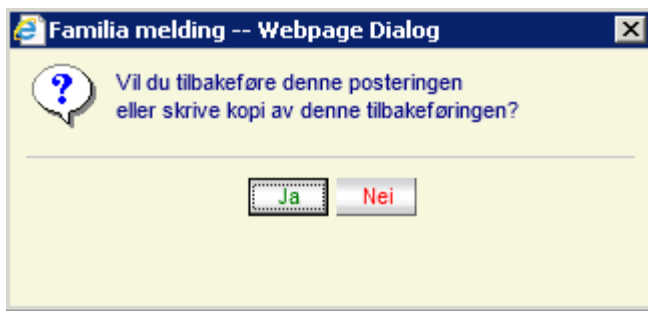 Familia melding -- Webpage Dialog
Vil du tilbakeføre denne posteringen
eller skrive kopi av denne tilbakeføringen?
Ja Nei